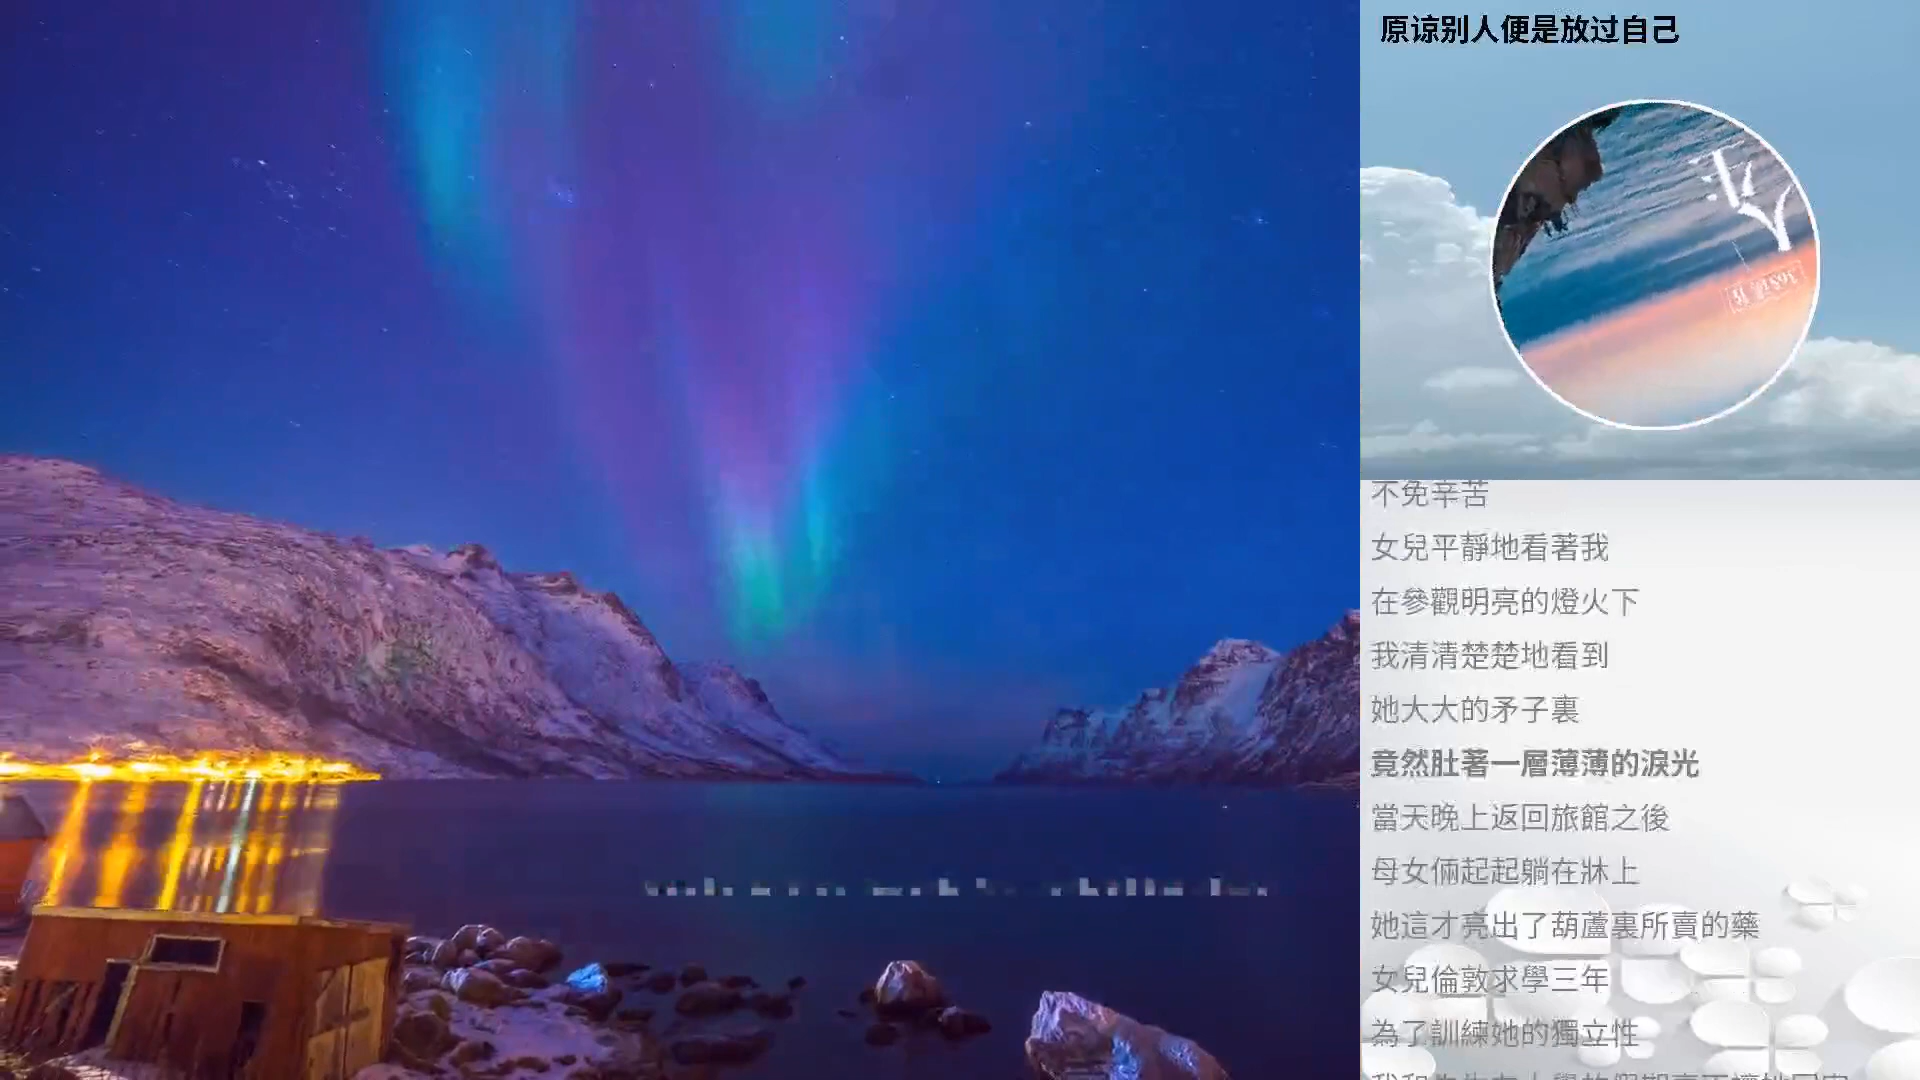 原谅别人便是放过自己
不免辛苦
女兒平靜地看著我
在參觀明亮的燈火下
我清清楚楚地看到
她大大的矛子裏
竟然肚著一層薄薄的淚光
當天晚上返回旅館之後
母女倆起起躺在牀上
她這才亮出了葫蘆裏所賣的藥
女兒倫敦求學三年
為了訓練她的獨立性